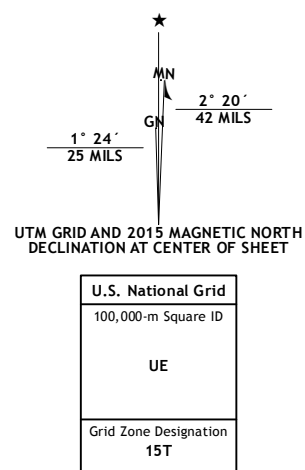 MN
GN
2° 20´
42 MILS
1° 24´
25 MILS
UTM GRID AND 2015 MAGNETIC NORTH
DECLINATION AT CENTER OF SHEET
U.S. National Grid
100,000-m Square ID
UE
Grid Zone Designation
15T